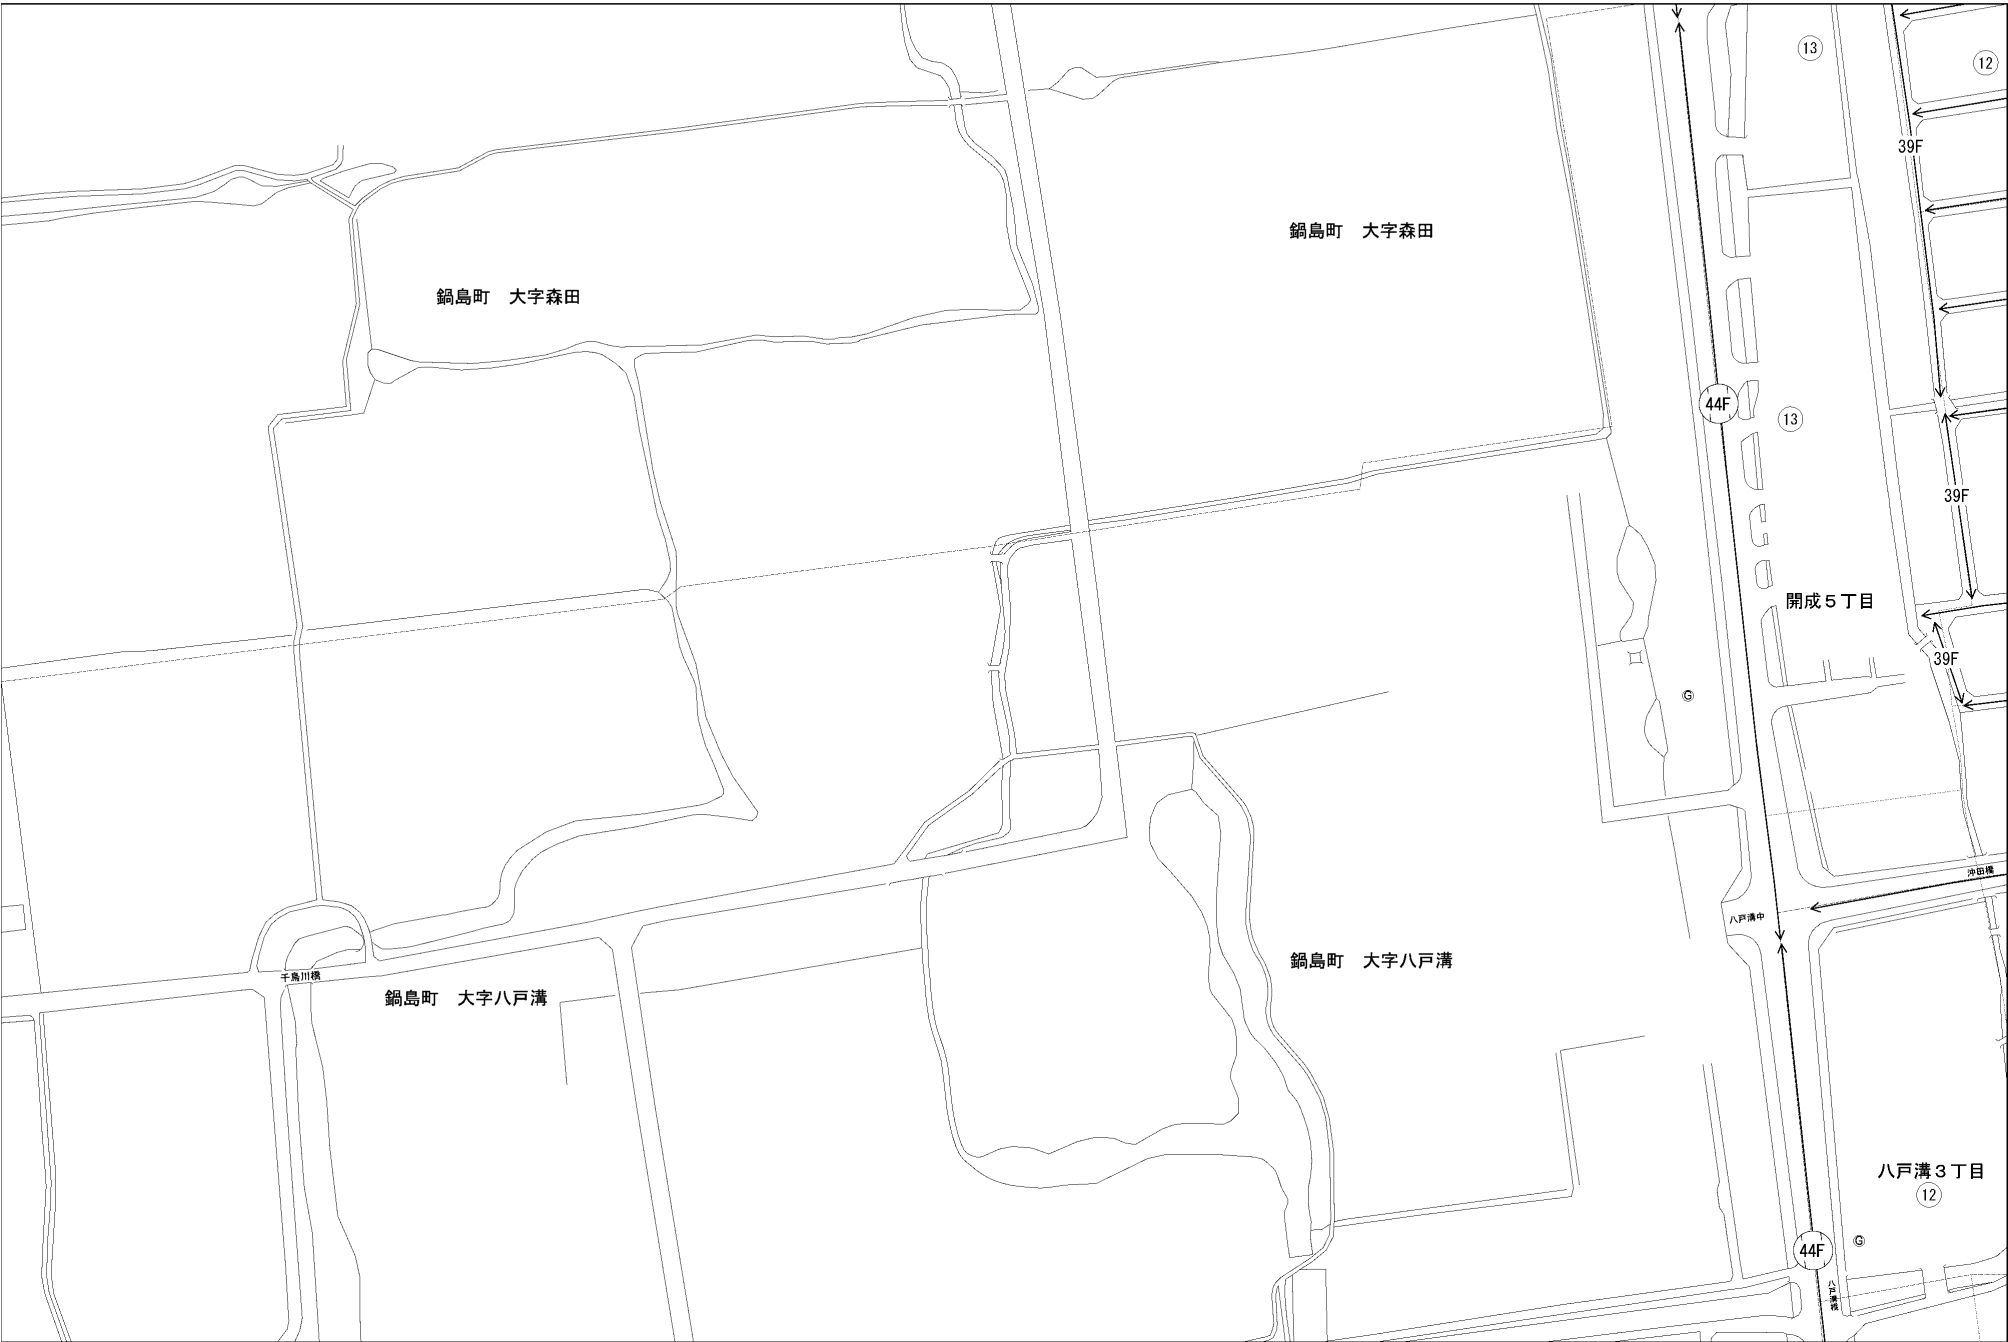 ⑬
⑫
39F
鍋島町　大字森田
鍋島町　大字森田
44F
⑬
39F
開成５丁目
39F
G
沖田橋
八戸溝中
鍋島町　大字八戸溝
千鳥川橋
鍋島町　大字八戸溝
八戸溝３丁目
⑫
G
44F
八戸溝橋